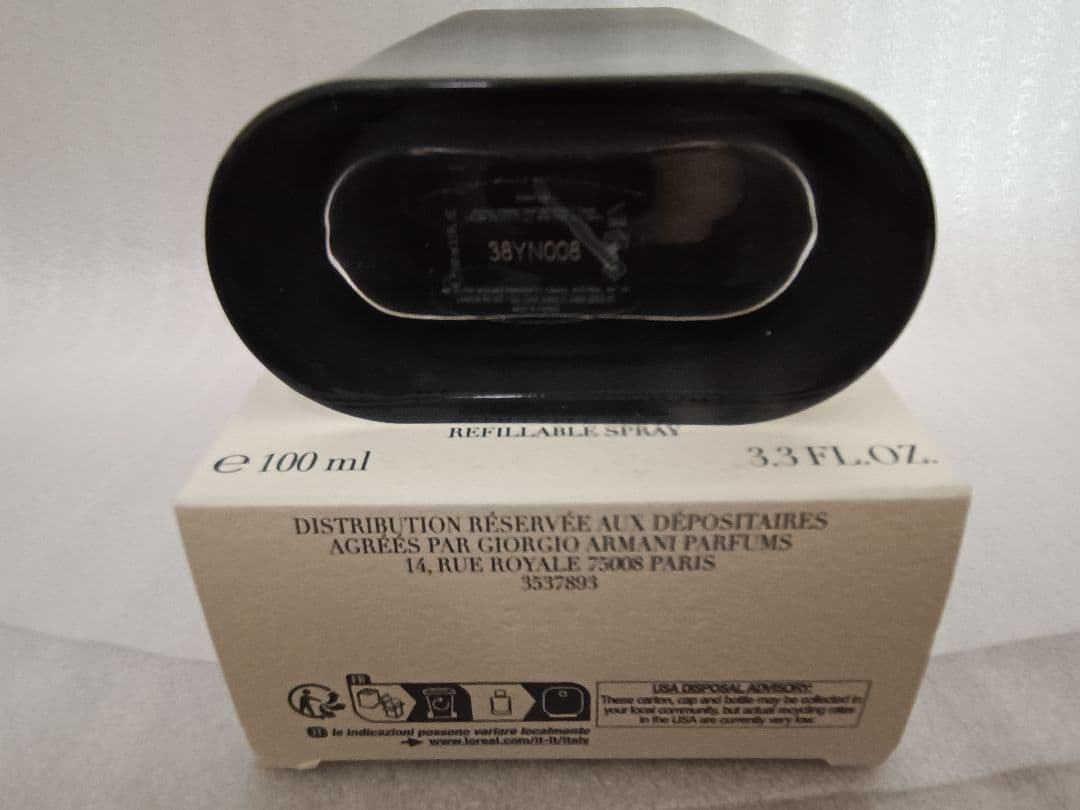 38YN008
REFILLABLE SPRAY
e 100 ml
3.3 FL.OZ.
DISTRIBUTION RÉSERVÉE AUX DÉPOSITAIRES
AGRÉÉS PAR GIORGIO ARMANI PARFUMS
14, RUE ROYALE 75008 PARIS
3537893
FR
USA DISPOSAL ADVISORY:
These carton, cap and bottle may be collected in
your local community, but actual recycling rates
in the USA are currently very low.
IT le indicazioni possono variare localmente
www.loreal.com/it-it/italy